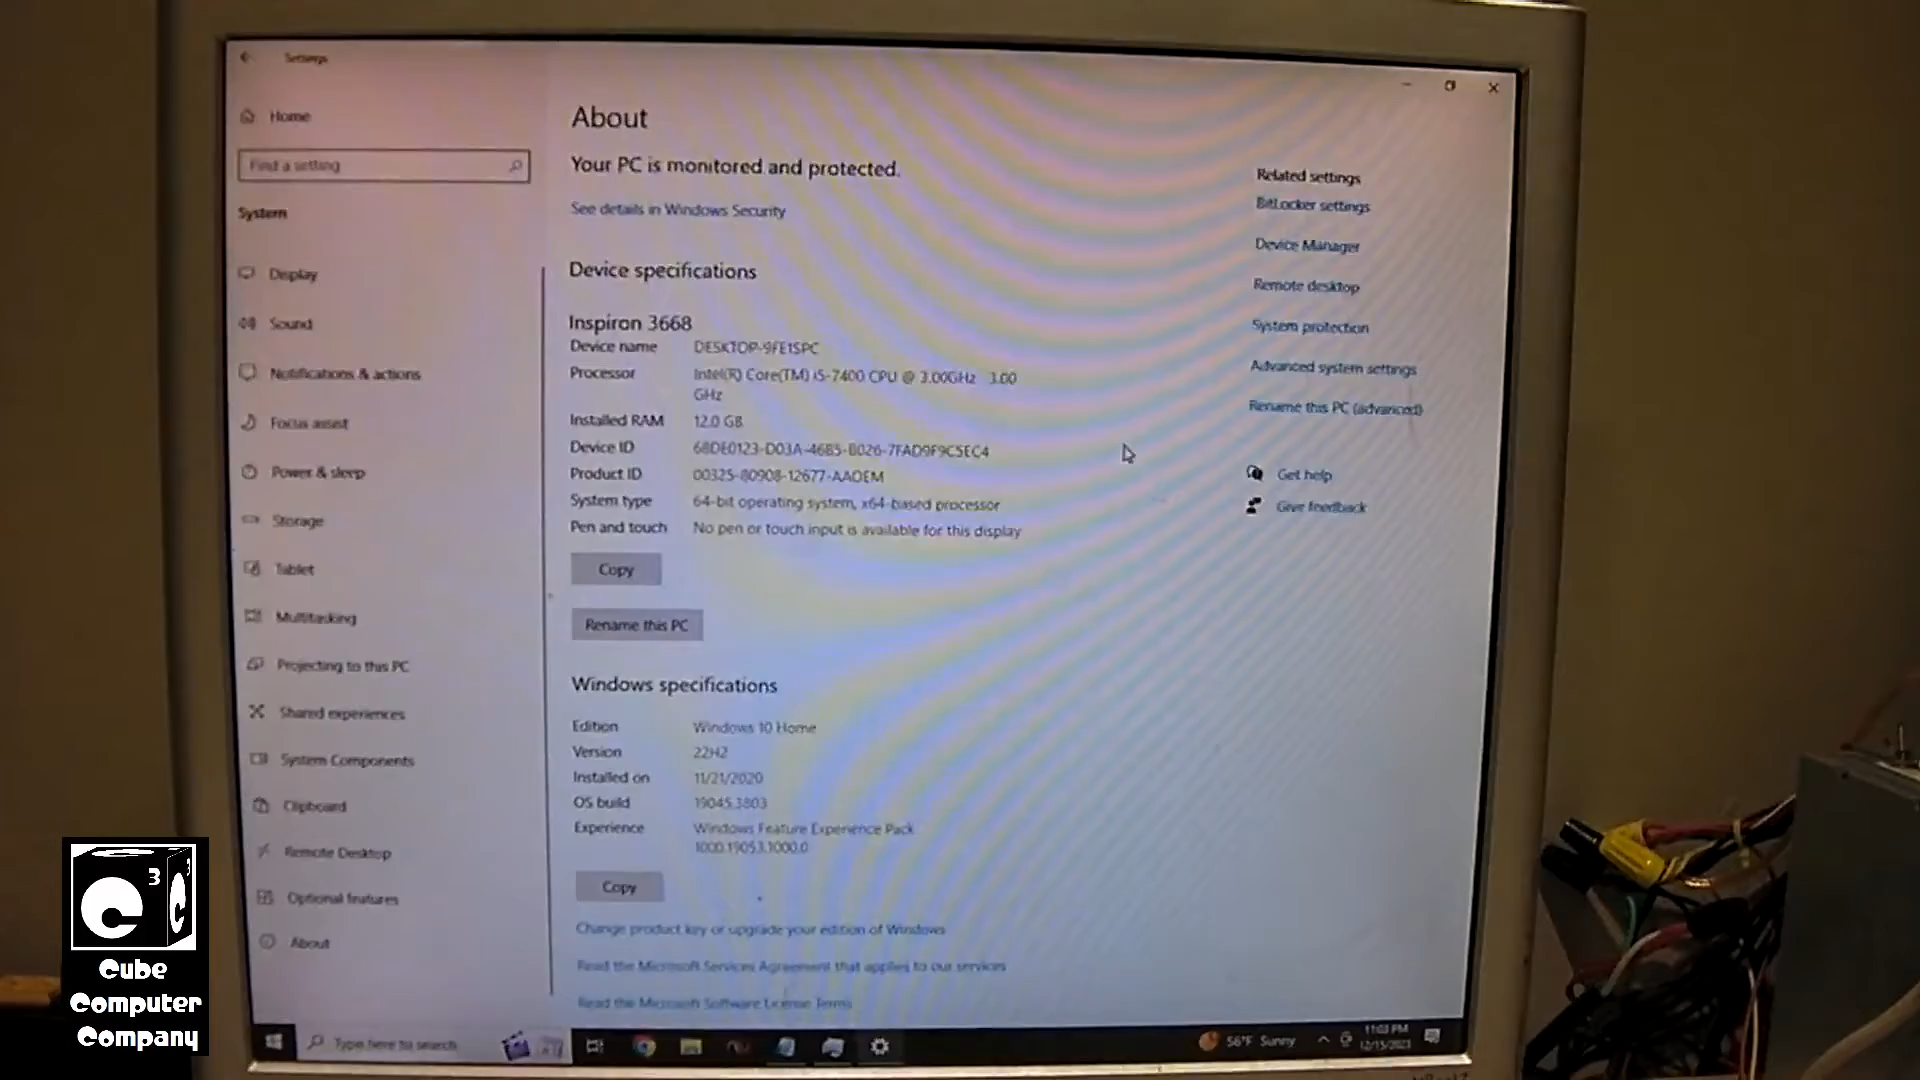 Settings
Home
Find a setting
System
Display
Sound
Notifications & actions
Focus assist
Power & sleep
Storage
Tablet
Multitasking
Projecting to this PC
Shared experiences
System Components
Clipboard
Remote Desktop
Optional features
About
About
Your PC is monitored and protected.
See details in Windows Security
Device specifications
Inspiron 3668
Device name DESKTOP-9FE1SPC
Processor Intel(R) Core(TM) i5-7400 CPU @ 3.00GHz 3.00
GHz
Installed RAM 12.0 GB
Device ID 68DE0123-D03A-46B5-B026-7FAD9F9C5EC4
Product ID 00325-80908-12677-AAOEM
System type 64-bit operating system, x64-based processor
Pen and touch No pen or touch input is available for this display
Copy
Rename this PC
Windows specifications
Edition Windows 10 Home
Version 22H2
Installed on 11/21/2020
OS build 19045.3803
Experience Windows Feature Experience Pack
1000.19053.1000.0
Copy
Change product key or upgrade your edition of Windows
Read the Microsoft Services Agreement that applies to our services
Read the Microsoft Software License Terms
Related settings
BitLocker settings
Device Manager
Remote desktop
System protection
Advanced system settings
Rename this PC (advanced)
Get help
Give feedback
Type here to search
56°F Sunny
11:03 PM
12/15/2023
C3 C3
Cube
Computer
Company